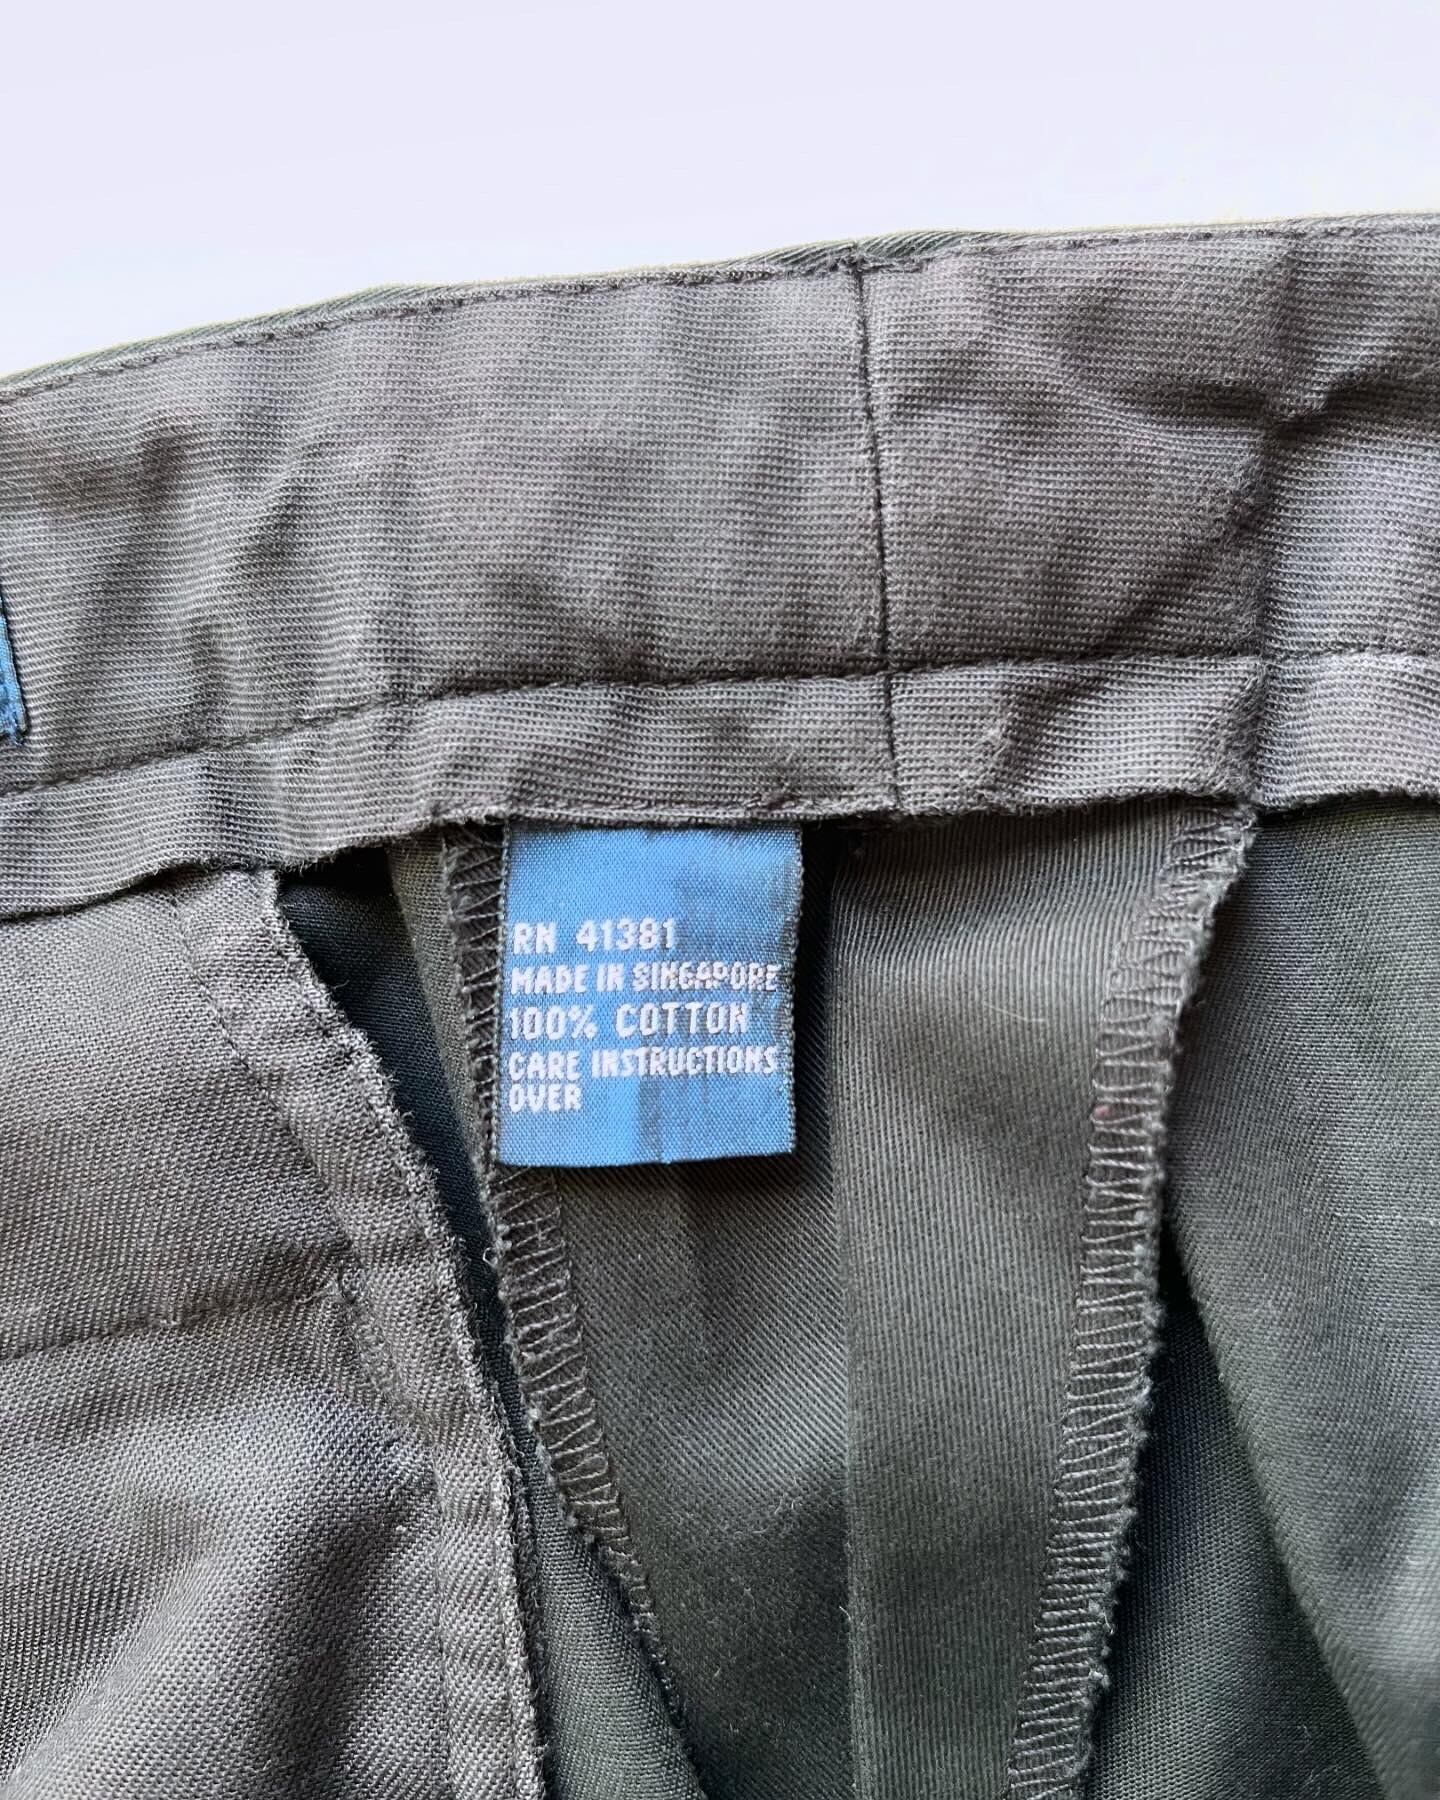 RN 41381
MADE IN SINGAPORE
100% COTTON
CARE INSTRUCTIONS
OVER